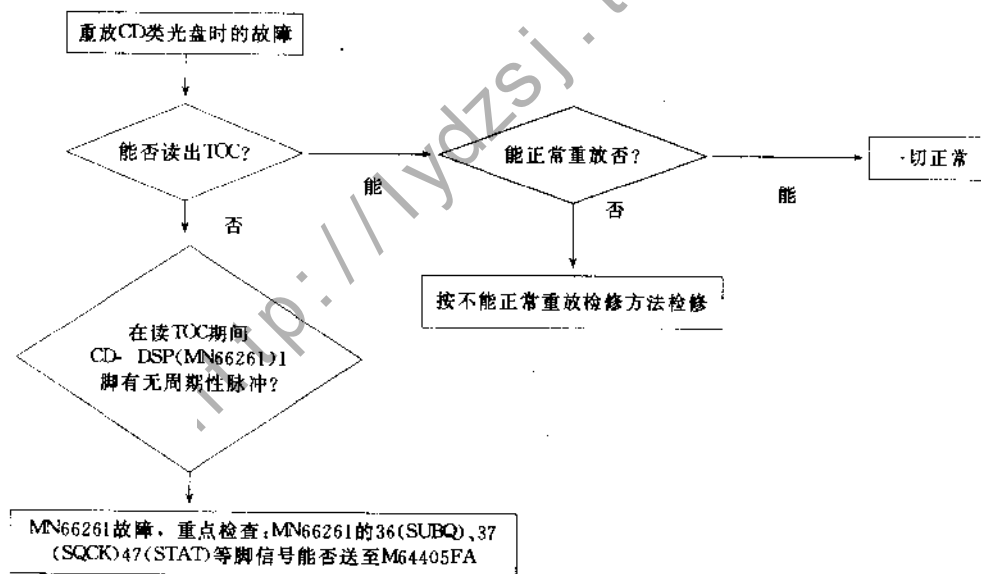 重放CD类光盘时的故障
能否读出TOC?
能
能正常重放否?
能
一切正常
否
否
按不能正常重放检修方法检修
在读TOC期间
CD- DSP(MN66261)1
脚有无周期性脉冲?
MN66261故障，重点检查:MN66261的36(SUBQ)、37
(SQCK)47(STAT)等脚信号能否送至M64405FA
http://lydzsj.